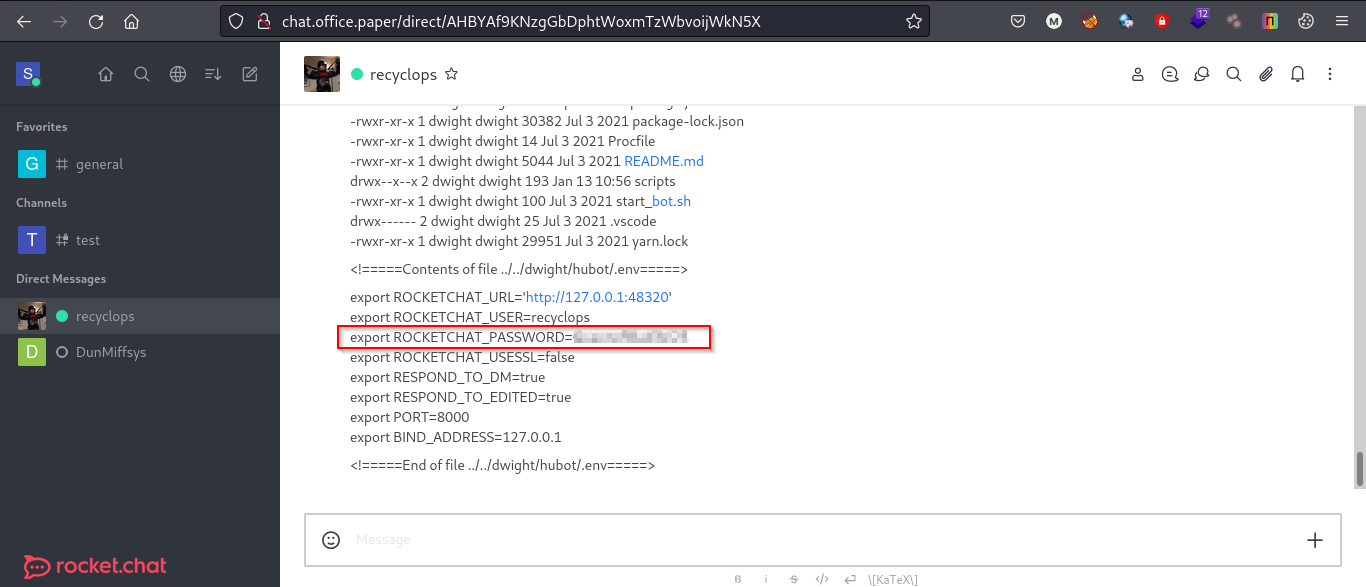 chat.office.paper/direct/AHBYAf9KNzgGbDphtWoxmTzWbvoijWkN5X
12
S
recyclops
Favorites
G general
Channels
T test
Direct Messages
recyclops
D DunMiffsys
rocket.chat
-rwxr-xr-x 1 dwight dwight 30382 Jul 3 2021 package-lock.json
-rwxr-xr-x 1 dwight dwight 14 Jul 3 2021 Procfile
-rwxr-xr-x 1 dwight dwight 5044 Jul 3 2021 README.md
drwx--x--x 2 dwight dwight 193 Jan 13 10:56 scripts
-rwxr-xr-x 1 dwight dwight 100 Jul 3 2021 start_bot.sh
drwx------ 2 dwight dwight 25 Jul 3 2021 .vscode
-rwxr-xr-x 1 dwight dwight 29951 Jul 3 2021 yarn.lock
<!=====Contents of file ../../dwight/hubot/.env=====>
export ROCKETCHAT_URL='http://127.0.0.1:48320'
export ROCKETCHAT_USER=recyclops
export ROCKETCHAT_PASSWORD=
export ROCKETCHAT_USESSL=false
export RESPOND_TO_DM=true
export RESPOND_TO_EDITED=true
export PORT=8000
export BIND_ADDRESS=127.0.0.1
<!=====End of file ../../dwight/hubot/.env=====>
Message
B i S </> \[KaTeX\]